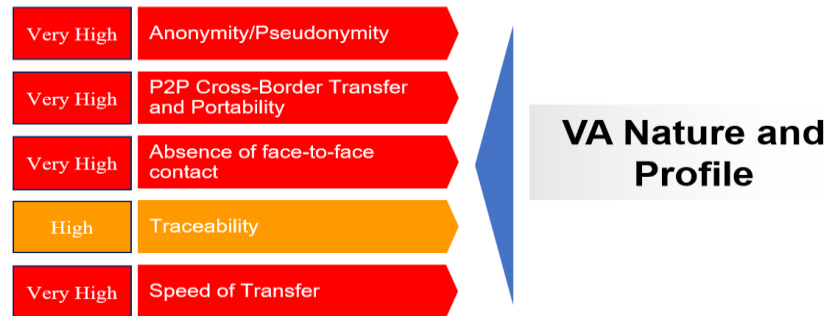 Very High
Anonymity/Pseudonymity
Very High
P2P Cross-Border Transfer
and Portability
Very High
Absence of face-to-face
contact
High
Traceability
Very High
Speed of Transfer
VA Nature and
Profile